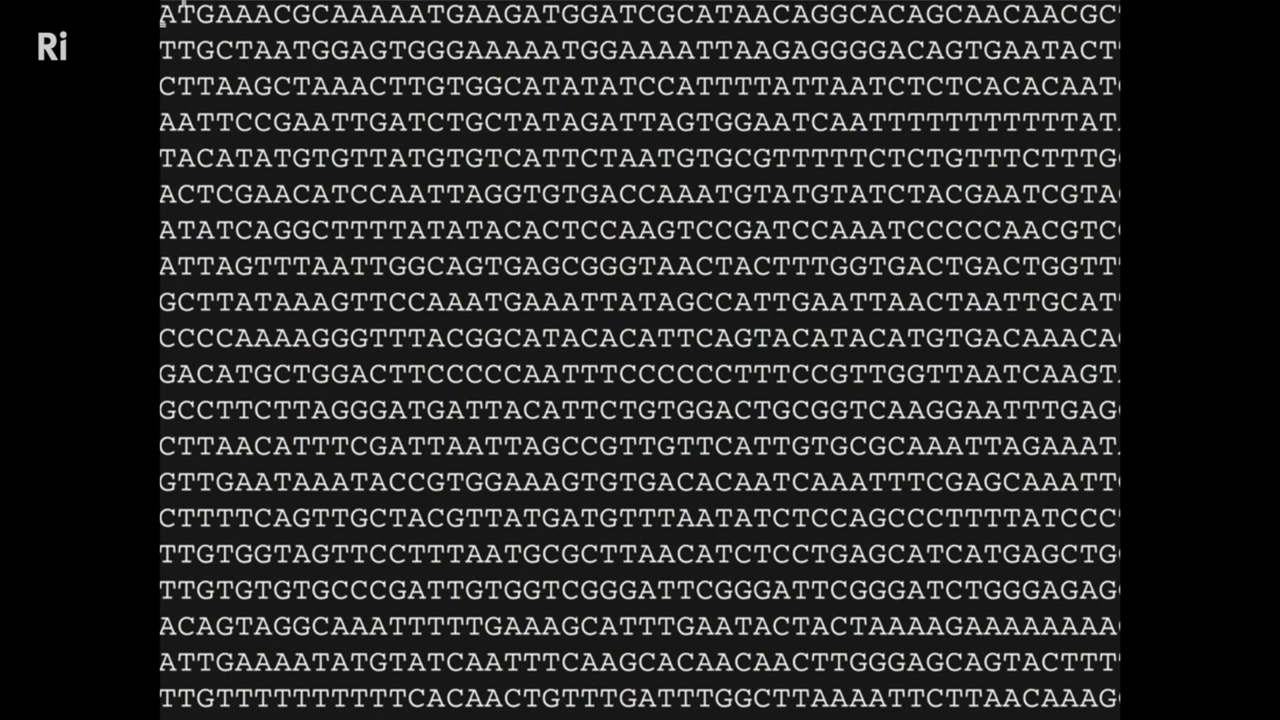 Ri
ATGAAACGCAAAAATGAAGATGGATCGCATAACAGGCACAGCAACAACGC
TTGCTAATGGAGTGGGAAAAATGGAAAATTAAGAGGGGACAGTGAATACT
CTTAAGCTAAACTTGTGGCATATATCCATTTTATTAATCTCTCACACAAT
AATTCCGAATTGATCTGCTATAGATTAGTGGAATCAATTTTTTTTTTTAT
TACATATGTGTTATGTGTCATTCTAATGTGCGTTTTTCTCTGTTTCTTTG
ACTCGAACATCCAATTAGGTGTGACCAAATGTATGTATCTACGAATCGTA
ATATCAGGCTTTTATATACACTCCAAGTCCGATCCAAATCCCCCAACGTC
ATTAGTTTAATTGGCAGTGAGCGGGTAACTACTTTGGTGACTGACTGGTT
GCTTATAAAGTTCCAAATGAAATTATAGCCATTGAATTAACTAATTGCAT
CCCCAAAAGGGTTTACGGCATACACATTCAGTACATACATGTGACAAACA
GACATGCTGGACTTCCCCCAATTTCCCCCCTTTCCGTTGGTTAATCAAGT
GCCTTCTTAGGGATGATTACATTCTGTGGACTGCGGTCAAGGAATTTGAG
CTTAACATTTCGATTAATTAGCCGTTGTTCATTGTGCGCAAATTAGAAAT
GTTGAATAAATACCGTGGAAAGTGTGACACAATCAAATTTCGAGCAAATT
CTTTTCAGTTGCTACGTTATGATGTTTAATATCTCCAGCCCTTTTATCCC
TTGTGGTAGTTCCTTTAATGCGCTTAACATCTCCTGAGCATCATGAGCTG
TTGTGTGTGCCCGATTGTGGTCGGGATTCGGGATTCGGGATCTGGGAGAG
ACAGTAGGCAAATTTTTGAAAGCATTTGAATACTACTAAAAGAAAAAAAA
ATTGAAAATATGTATCAATTTCAAGCACAACAACTTGGGAGCAGTACTTT
TTGTTTTTTTTTTCACAACTGTTTGATTTGGCTTAAAATTCTTAACAAAG